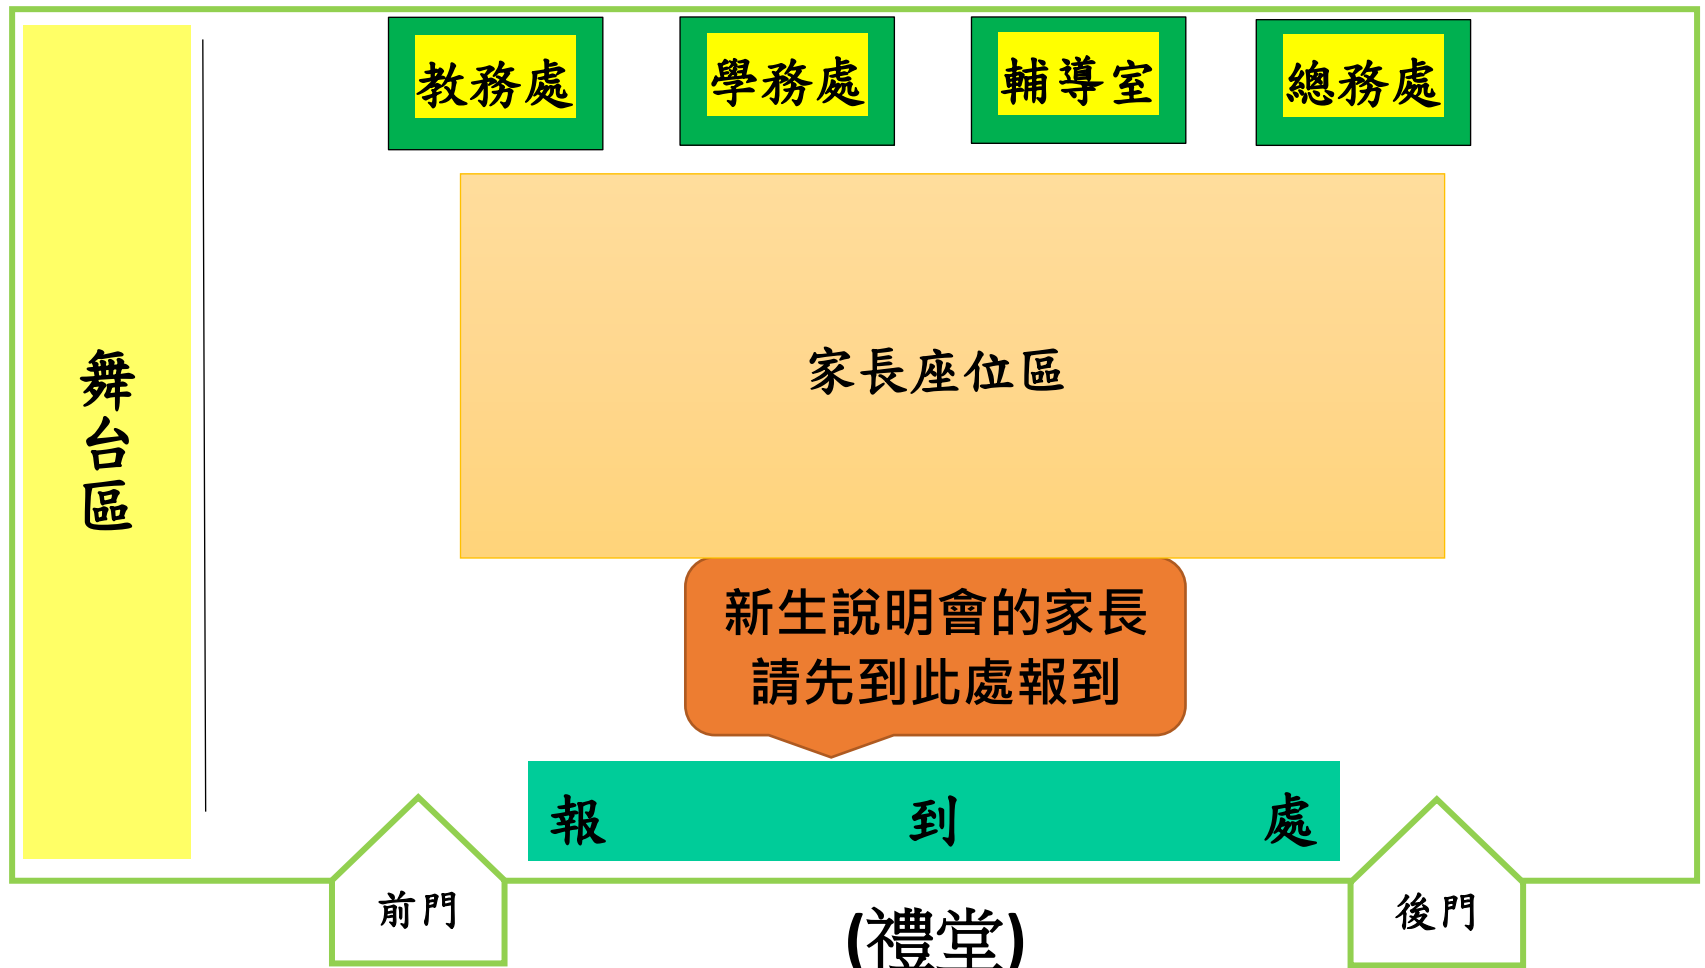 教務處
學務處
輔導室
總務處
舞台區
家長座位區
新生說明會的家長
請先到此處報到
報到處
前門
後門
(禮堂)